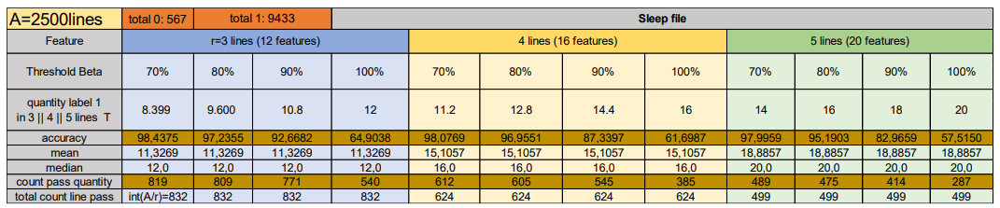 A=2500lines total 0: 567 total 1: 9433 Sleep file
Feature r=3 lines (12 features) 4 lines (16 features) 5 lines (20 features)
Threshold Beta 70% 80% 90% 100% 70% 80% 90% 100% 70% 80% 90% 100%
quantity label 1
in 3 || 4 || 5 lines T 8.399 9.600 10.8 12 11.2 12.8 14.4 16 14 16 18 20
accuracy 98,4375 97,2355 92,6682 64,9038 98,0769 96,9551 87,3397 61,6987 97,9959 95,1903 82,9659 57,5150
mean 11,3269 11,3269 11,3269 11,3269 15,1057 15,1057 15,1057 15,1057 18,8857 18,8857 18,8857 18,8857
median 12,0 12,0 12,0 12,0 16,0 16,0 16,0 16,0 20,0 20,0 20,0 20,0
count pass quantity 819 809 771 540 612 605 545 385 489 475 414 287
total count line pass int(A/r)=832 832 832 832 624 624 624 624 499 499 499 499